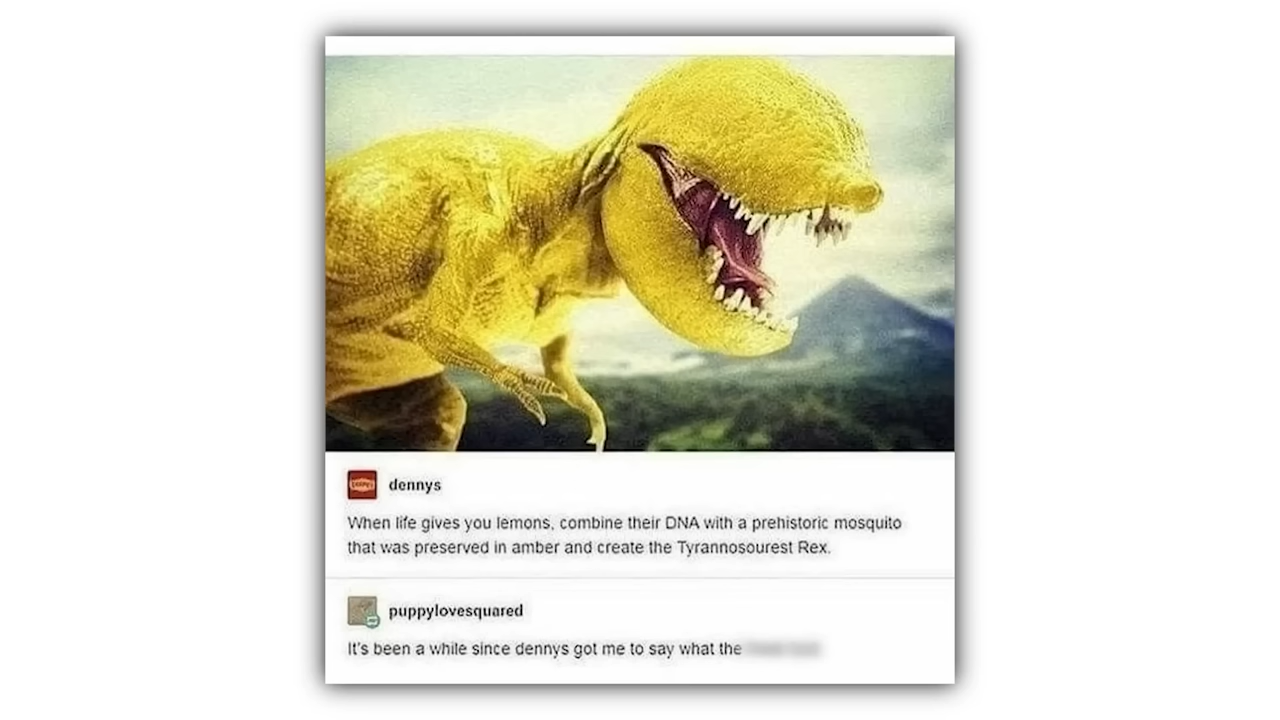 dennys
When life gives you lemons, combine their DNA with a prehistoric mosquito
that was preserved in amber and create the Tyrannosourest Rex.
puppylovesquared
It's been a while since dennys got me to say what the